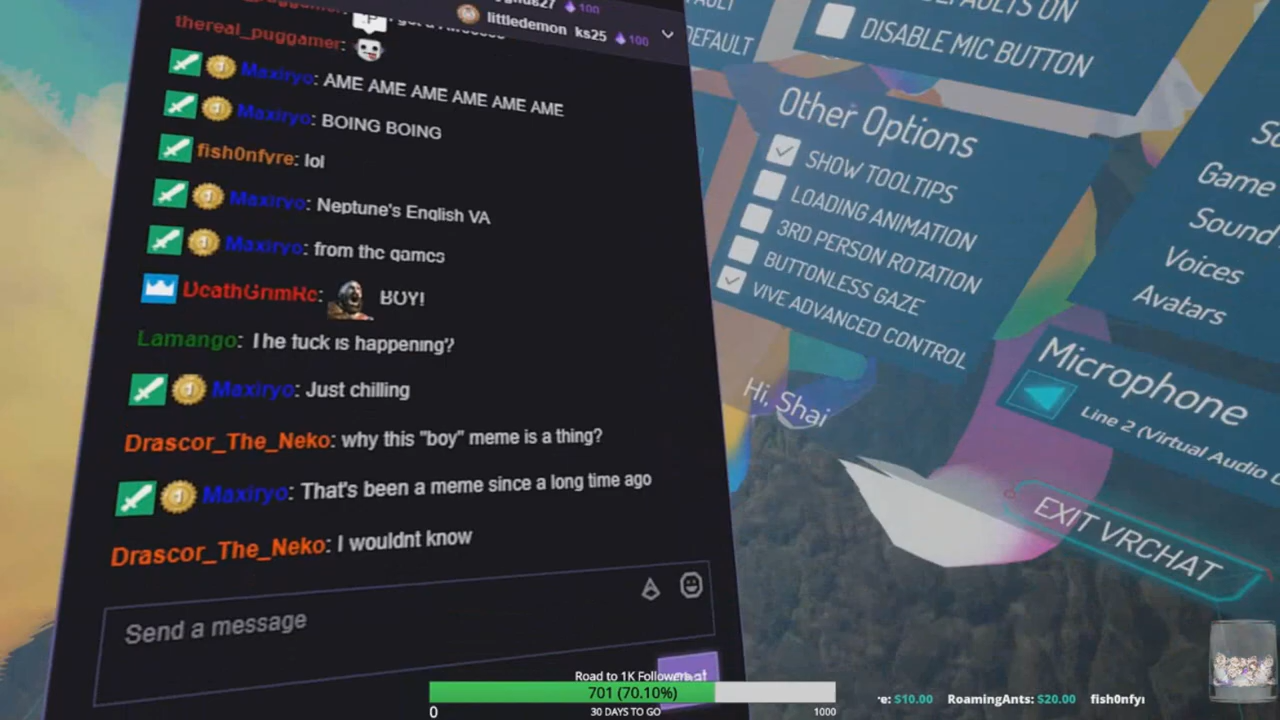 littledemon_ks25 100
100
thereal_puggamer:
Maxiryo: AME AME AME AME AME AME
Maxiryo: BOING BOING
fish0nfyre: lol
Maxiryo: Neptune's English VA
Maxiryo: from the games
DeathGrimRe: BOY!
Lamango: The fuck is happening?
Maxiryo: Just chilling
Drascor_The_Neko: why this "boy" meme is a thing?
Maxiryo: That's been a meme since a long time ago
Drascor_The_Neko: I wouldnt know
Send a message
DEFAULT
DISABLE MIC BUTTON
Other Options
SHOW TOOLTIPS
LOADING ANIMATION
3RD PERSON ROTATION
BUTTONLESS GAZE
VIVE ADVANCED CONTROL
Game
Sound
Voices
Avatars
Hi, Shai
Microphone
Line 2 (Virtual Audio
EXIT VRCHAT
Road to 1K Followers
701 (70.10%)
0 30 DAYS TO GO 1000
$10.00 RoamingAnts: $20.00 fish0nfyr